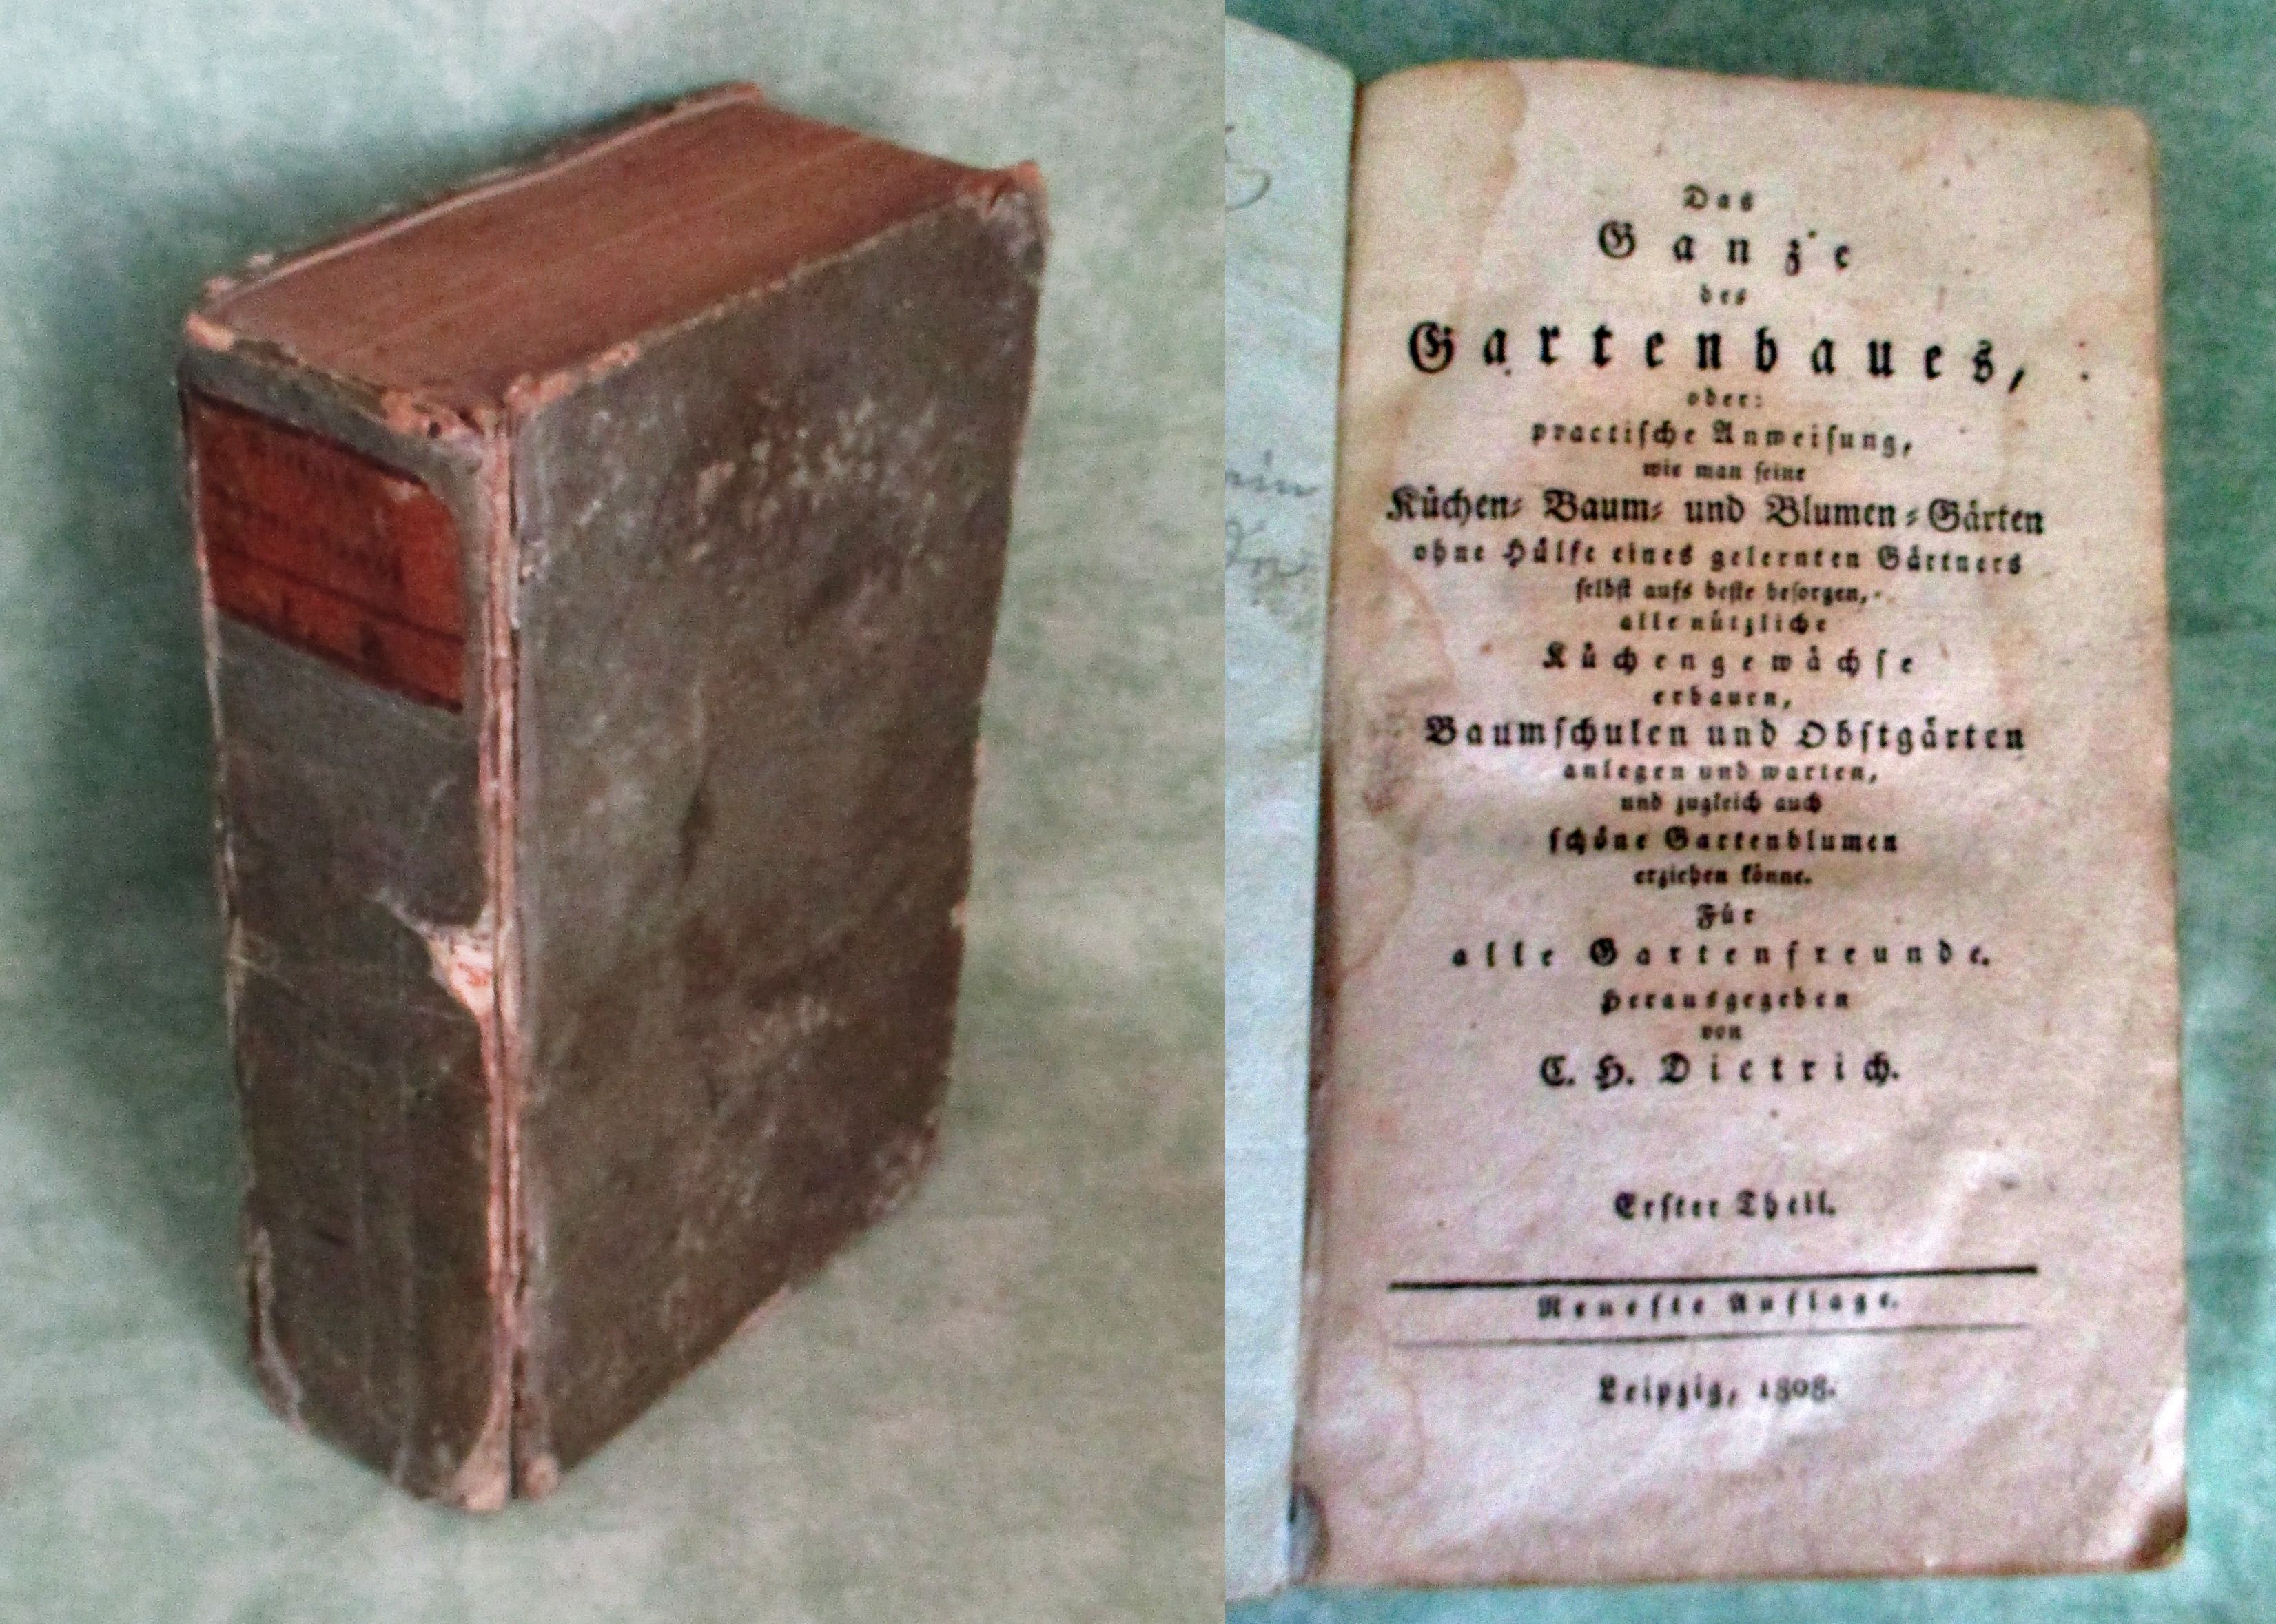 Das
Ganze
des
Gartenbaues,
oder:
practiſche Anweiſung,
wie man ſeine
Küchen⸗ Baum⸗ und Blumen⸗Gärten
ohne Hülfe eines gelernten Gärtners
ſelbſt aufs beſte beſorgen,
alle nützliche
Küchengewächſe
erbauen,
Baumſchulen und Obſtgärten
anlegen und warten,
und zugleich auch
ſchöne Gartenblumen
erziehen könne.
Für
alle Gartenfreunde.
Herausgegeben
von
C. H. Dietrich.
Erſter Theil.
Neueſte Auflage.
Leipzig, 1808.